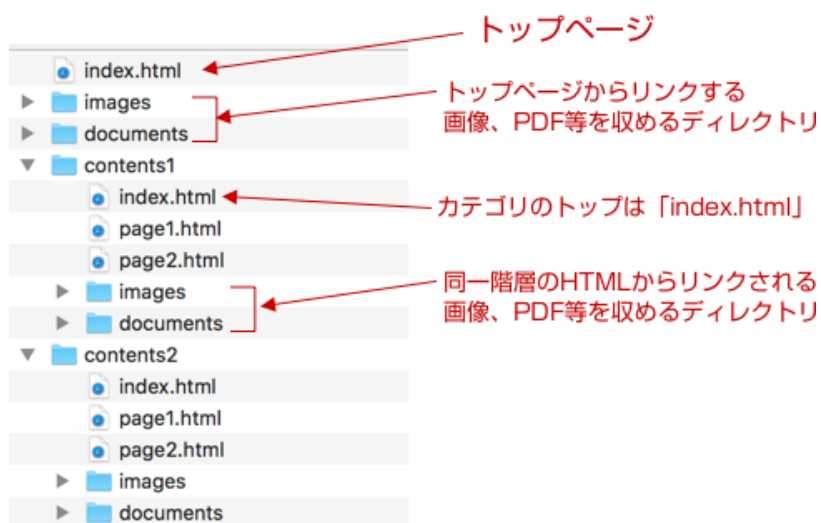 トップページ
index.html
images
トップページからリンクする
documents
画像、PDF等を収めるディレクトリ
contents1
index.html
カテゴリのトップは「index.html」
page1.html
page2.html
images
同一階層のHTMLからリンクされる
documents
画像、PDF等を収めるディレクトリ
contents2
index.html
page1.html
page2.html
images
documents